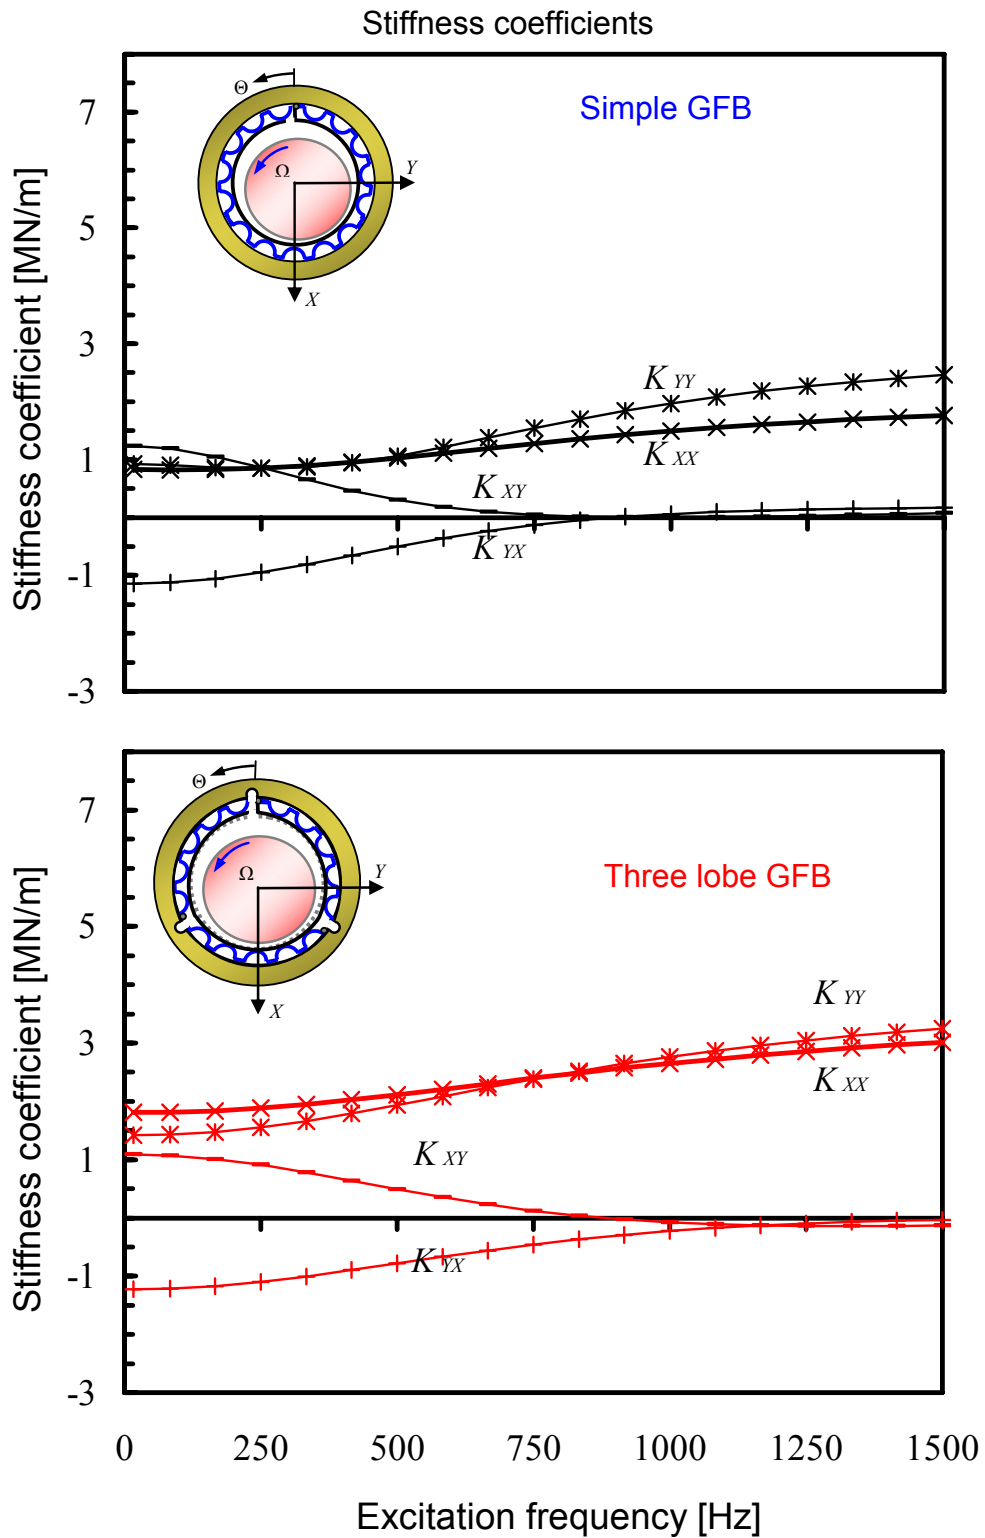 Stiffness coefficients
Stiffness coefficient [MN/m]
7
5
3
1
-1
-3
Θ
Ω
Y
X
Simple GFB
K YY
K XX
K XY
K YX
Stiffness coefficient [MN/m]
7
5
3
1
-1
-3
Θ
Ω
Y
X
Three lobe GFB
K YY
K XX
K XY
K YX
0 250 500 750 1000 1250 1500
Excitation frequency [Hz]